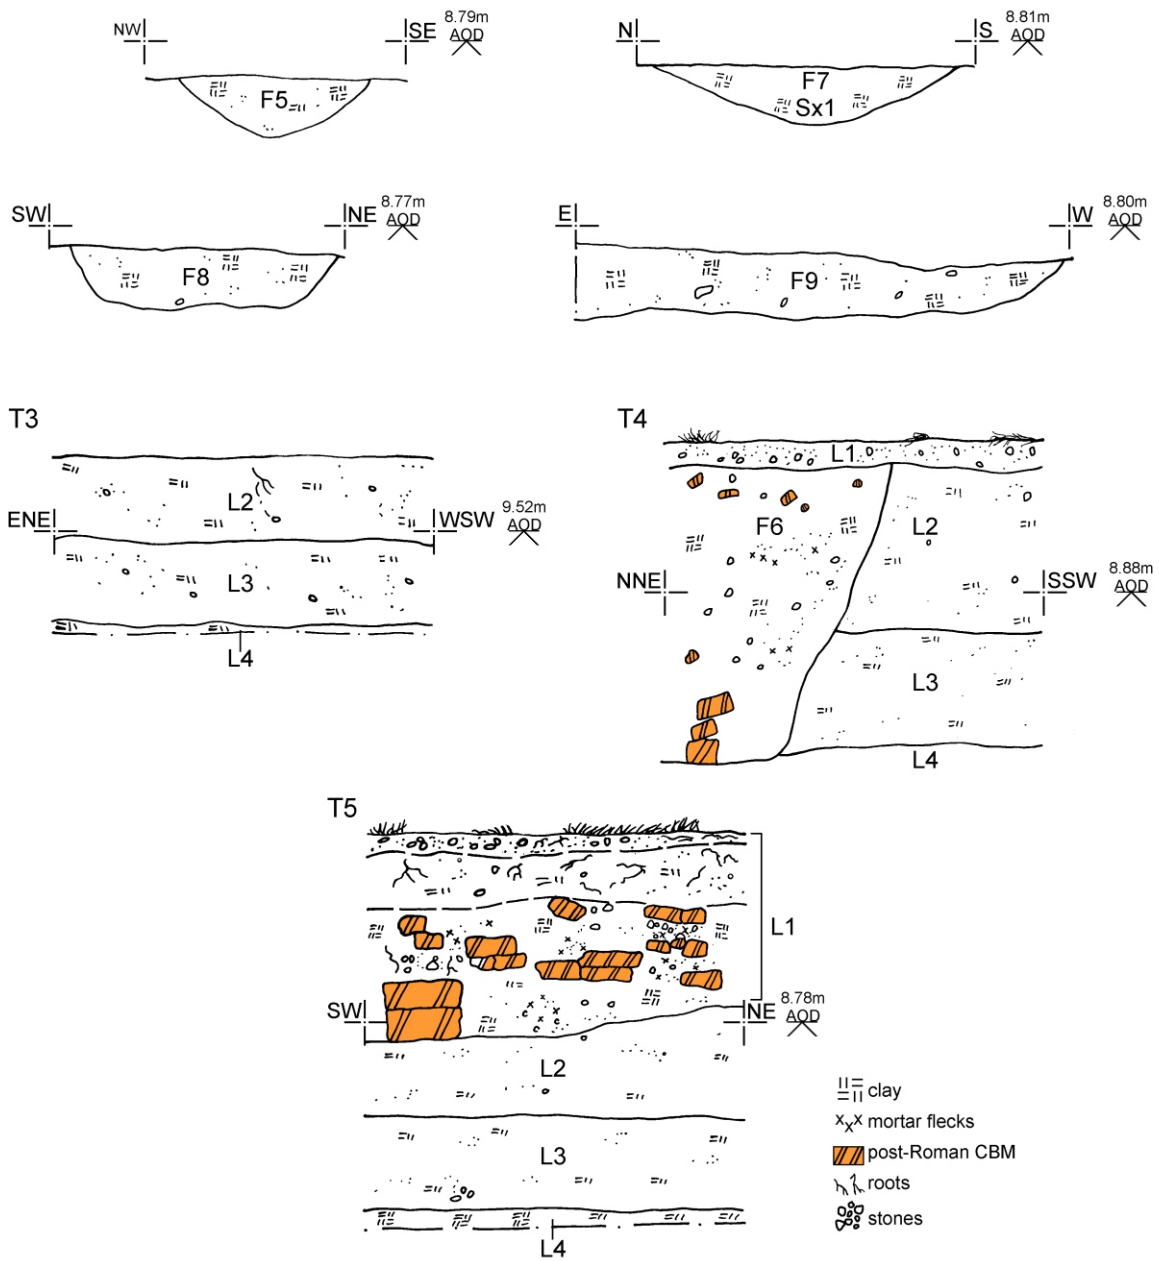 NW SE 8.79m
AOD
F5
N S 8.81m
AOD
F7
Sx1
SW NE 8.77m
AOD
F8
E W 8.80m
AOD
F9
T3
L2
ENE WSW 9.52m
AOD
L3
L4
T4
L1
F6 L2
NNE SSW 8.88m
AOD
L3
L4
T5
L1
SW NE 8.78m
AOD
L2
L3
L4
clay
mortar flecks
post-Roman CBM
roots
stones